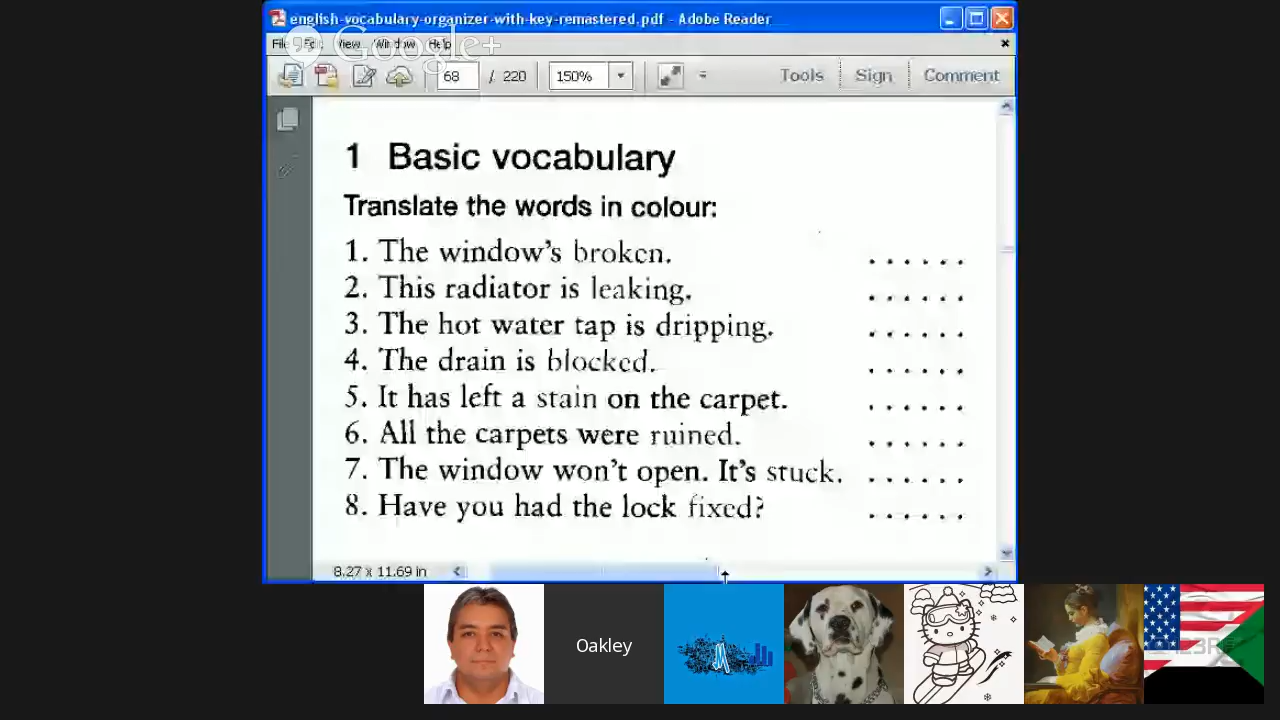 english-vocabulary-organizer-with-key-remastered.pdf - Adobe Reader
File Edit View Window Help
Google+
68 / 220 150% Tools Sign Comment
1 Basic vocabulary
Translate the words in colour:
1. The window's broken. . . . . . .
2. This radiator is leaking. . . . . . .
3. The hot water tap is dripping. . . . . . .
4. The drain is blocked. . . . . . .
5. It has left a stain on the carpet. . . . . . .
6. All the carpets were ruined. . . . . . .
7. The window won't open. It's stuck. . . . . . .
8. Have you had the lock fixed? . . . . . .
8.27 x 11.69 in
Oakley